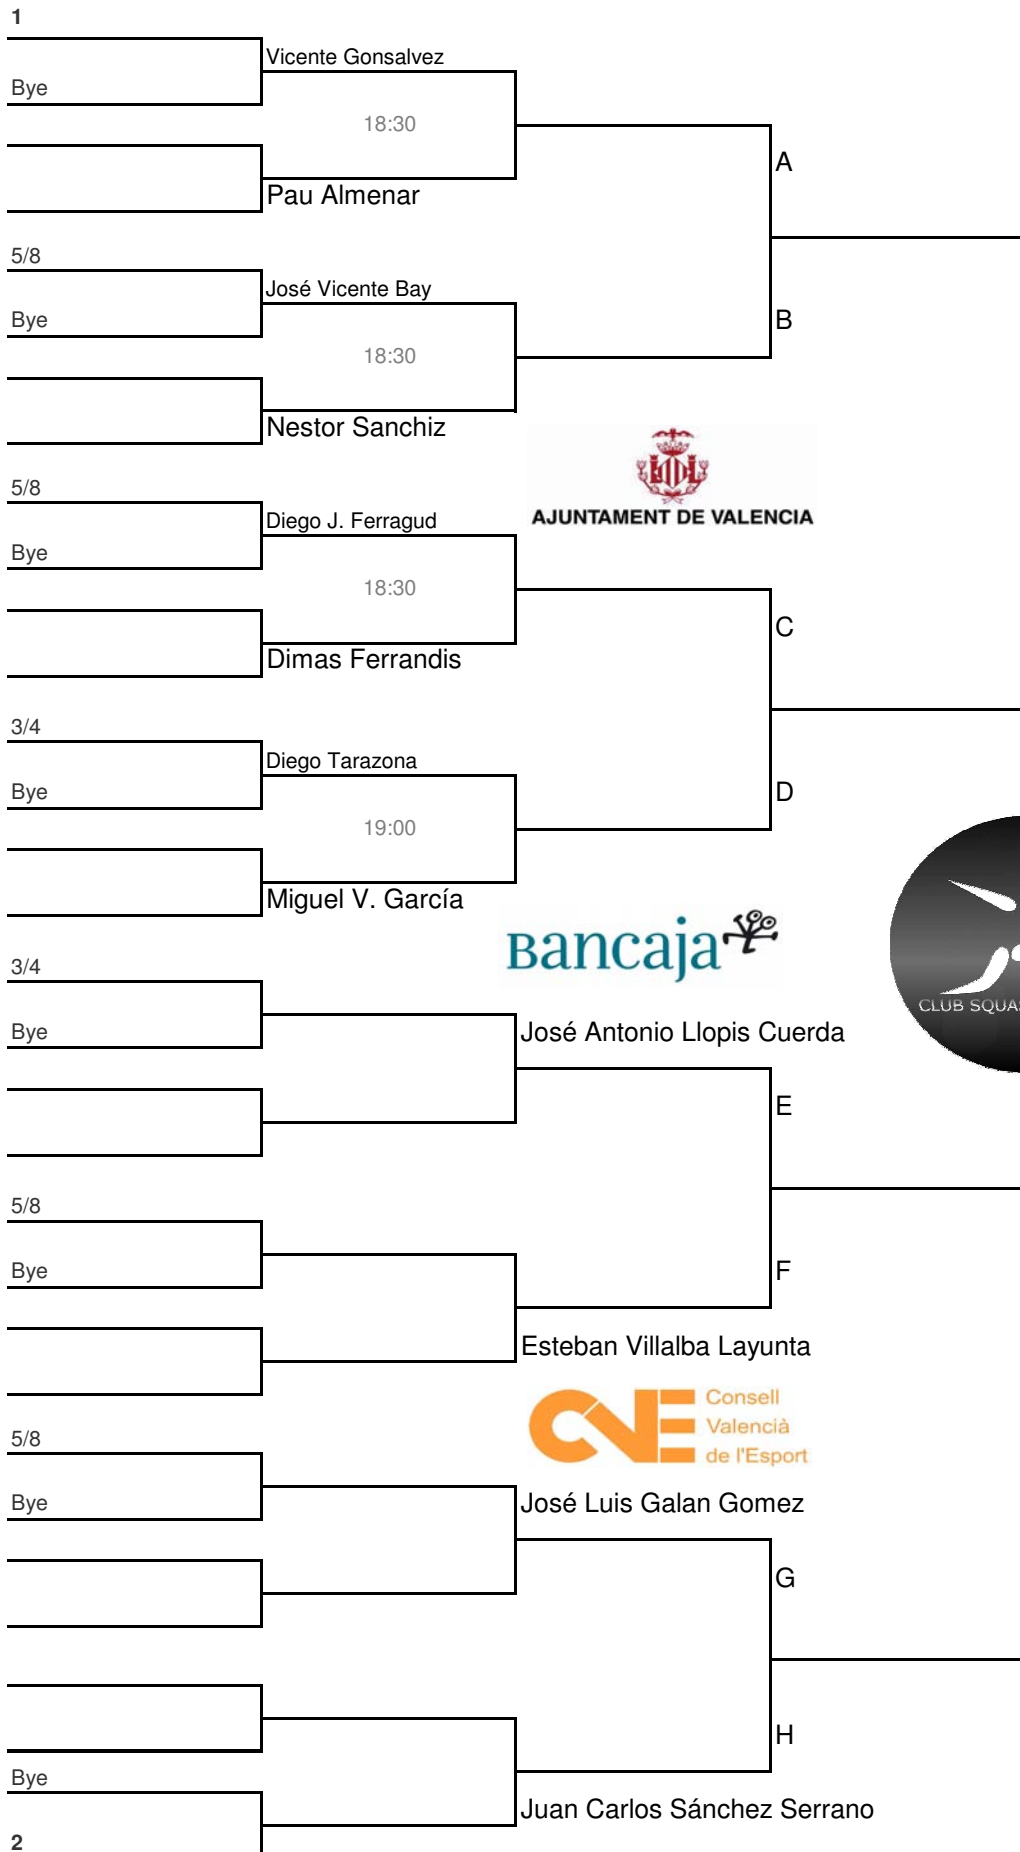 1
Vicente Gonsalvez
Bye
18:30
A
Pau Almenar
5/8
José Vicente Bay
Bye
B
18:30
Nestor Sanchiz
AJUNTAMENT DE VALENCIA
5/8
Diego J. Ferragud
Bye
18:30
C
Dimas Ferrandis
3/4
Diego Tarazona
Bye
D
19:00
Miguel V. García
Bancaja
3/4
CLUB SQUAS
Bye
José Antonio Llopis Cuerda
E
5/8
Bye
F
Esteban Villalba Layunta
CVE
Consell
Valencià
de l'Esport
5/8
Bye
José Luis Galan Gomez
G
H
Bye
Juan Carlos Sánchez Serrano
2